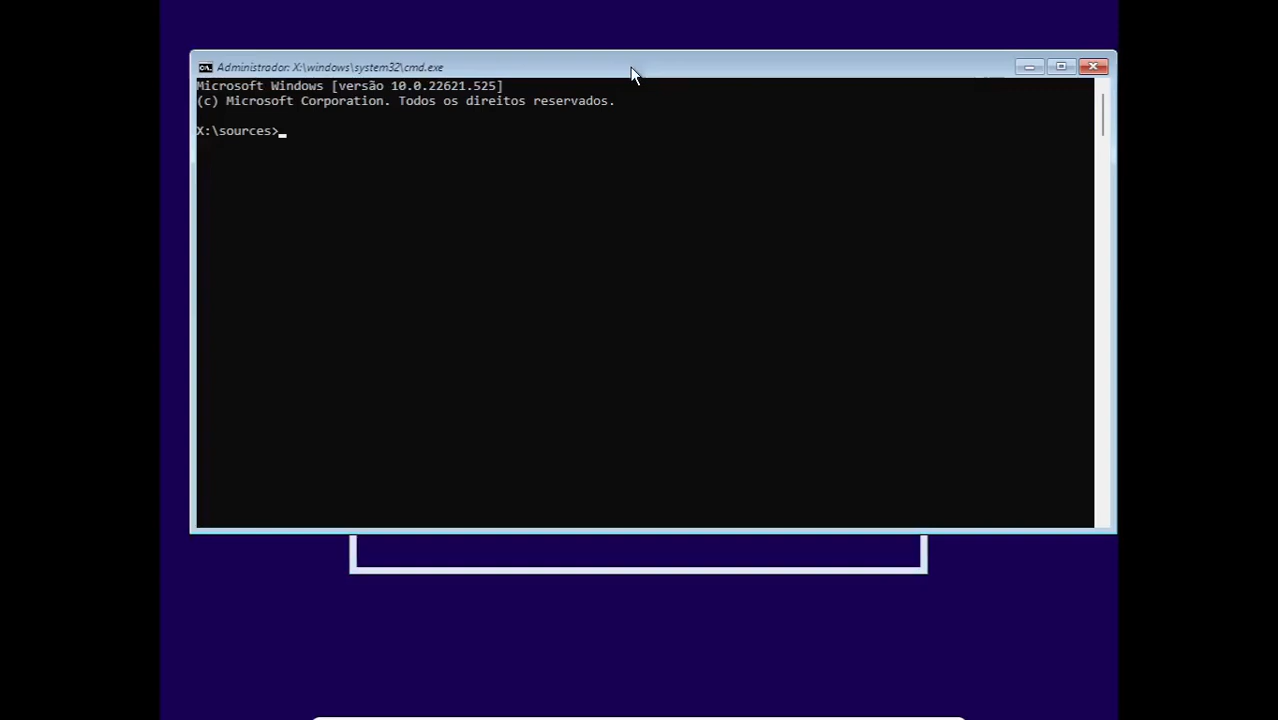 Administrador: X:\windows\system32\cmd.exe
Microsoft Windows [versão 10.0.22621.525]
(c) Microsoft Corporation. Todos os direitos reservados.
X:\sources>